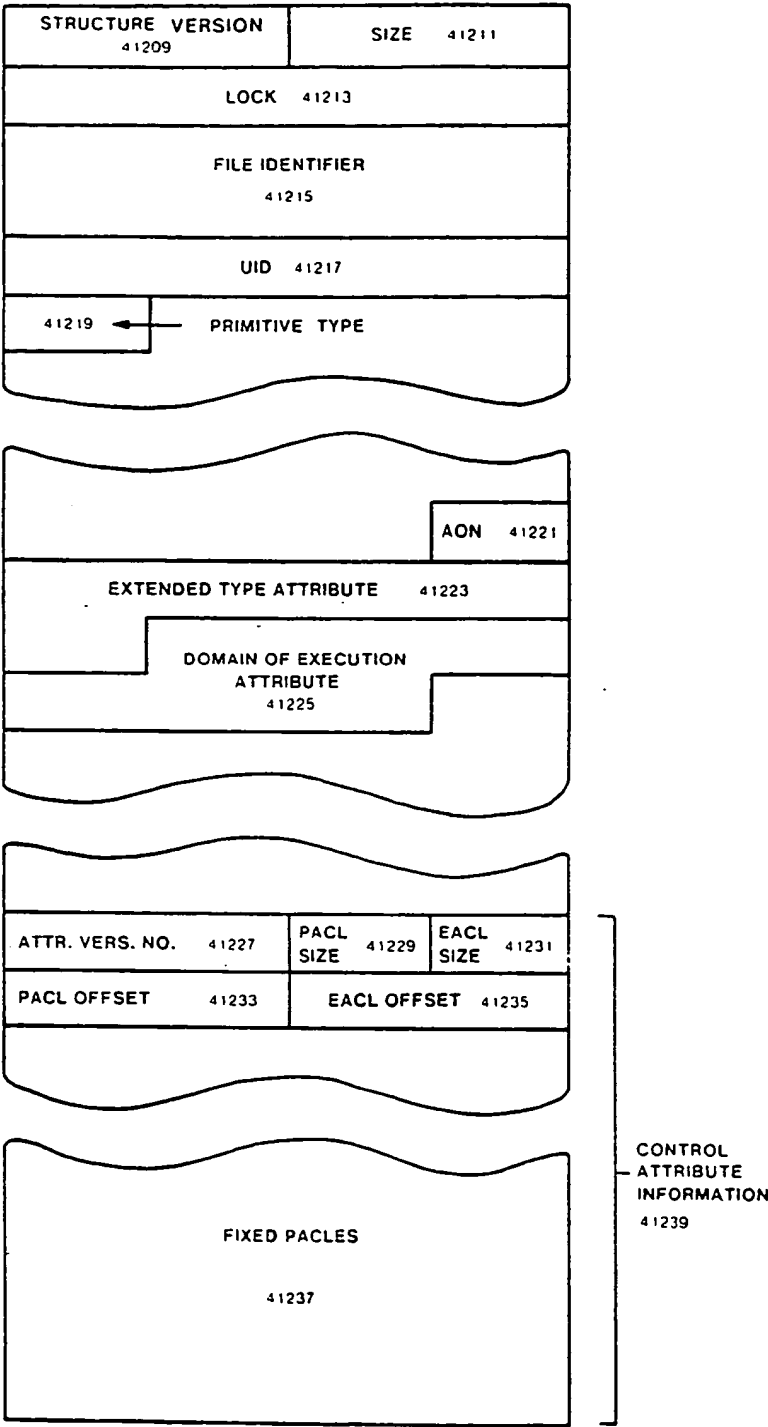 STRUCTURE VERSION
41209
SIZE 41211
LOCK 41213
FILE IDENTIFIER
41215
UID 41217
41219 PRIMITIVE TYPE
AON 41221
EXTENDED TYPE ATTRIBUTE 41223
DOMAIN OF EXECUTION
ATTRIBUTE
41225
ATTR. VERS. NO. 41227
PACL
SIZE 41229
EACL
SIZE 41231
PACL OFFSET 41233
EACL OFFSET 41235
CONTROL
ATTRIBUTE
INFORMATION
41239
FIXED PACLES
41237